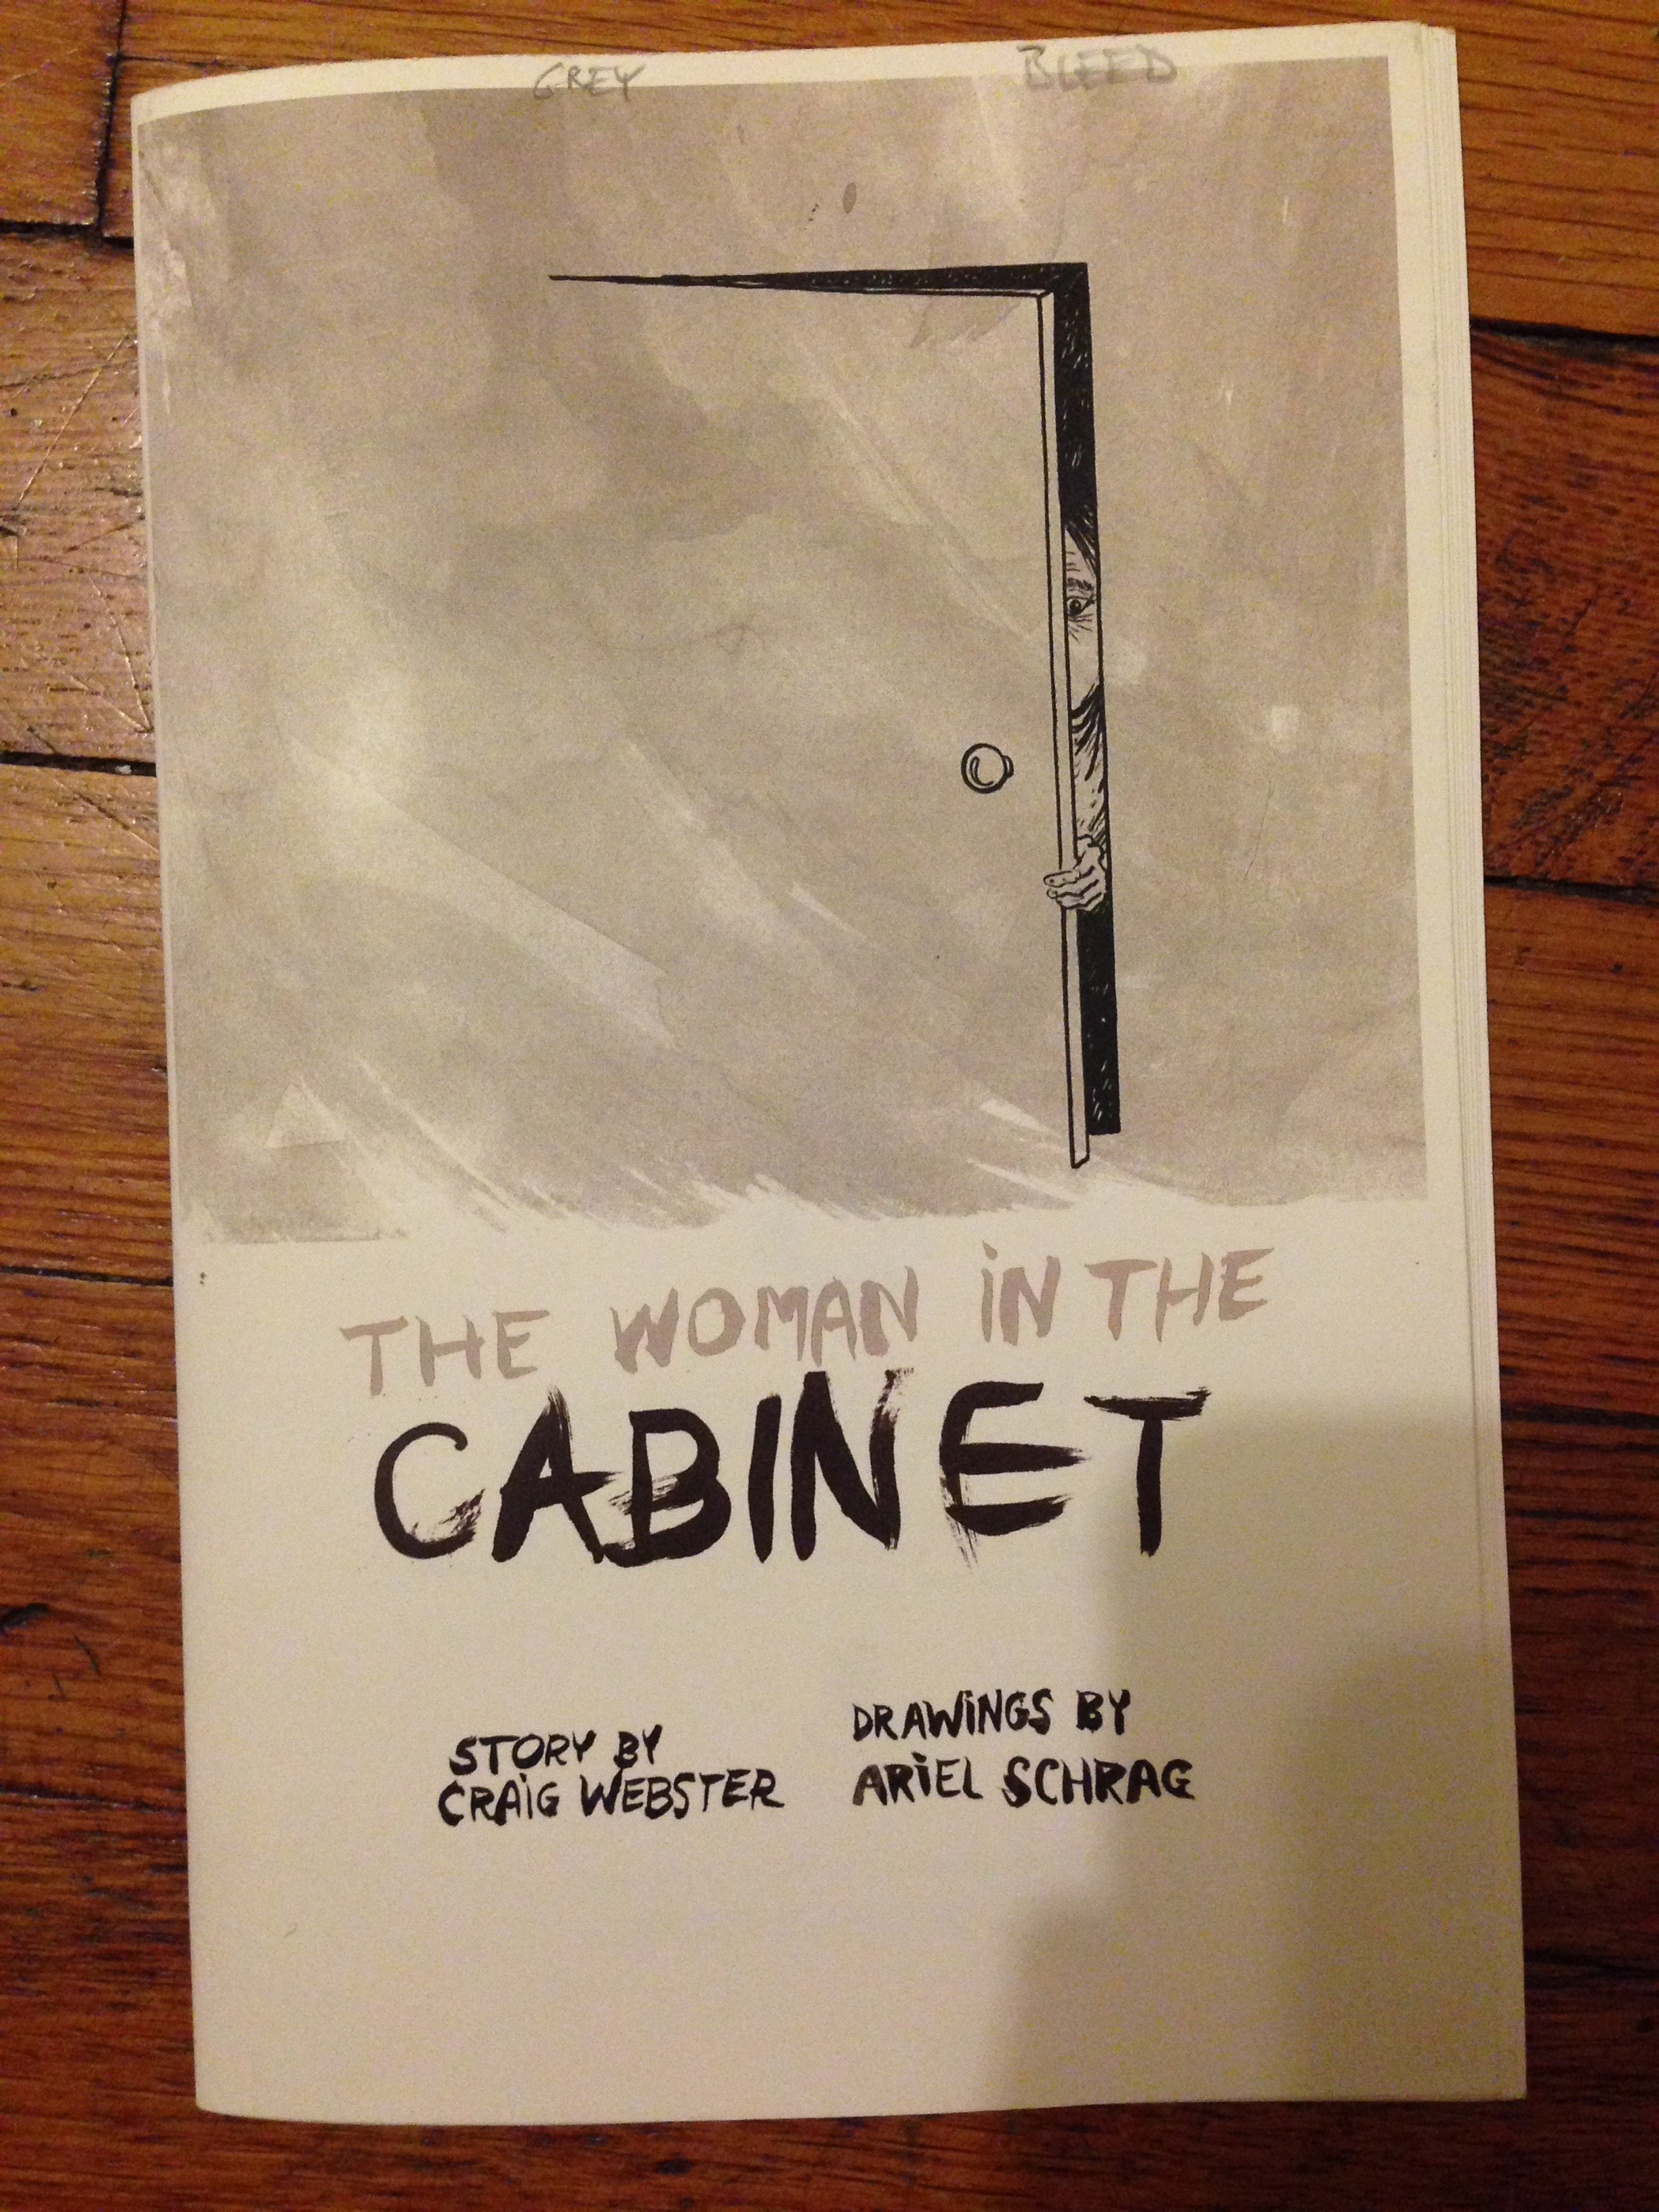 GREY BLEED
THE WOMAN iN THE
CABINET
STORY BY
CRAiG WEBSTER
DRAWiNGS BY
ARiEL SCHRAG